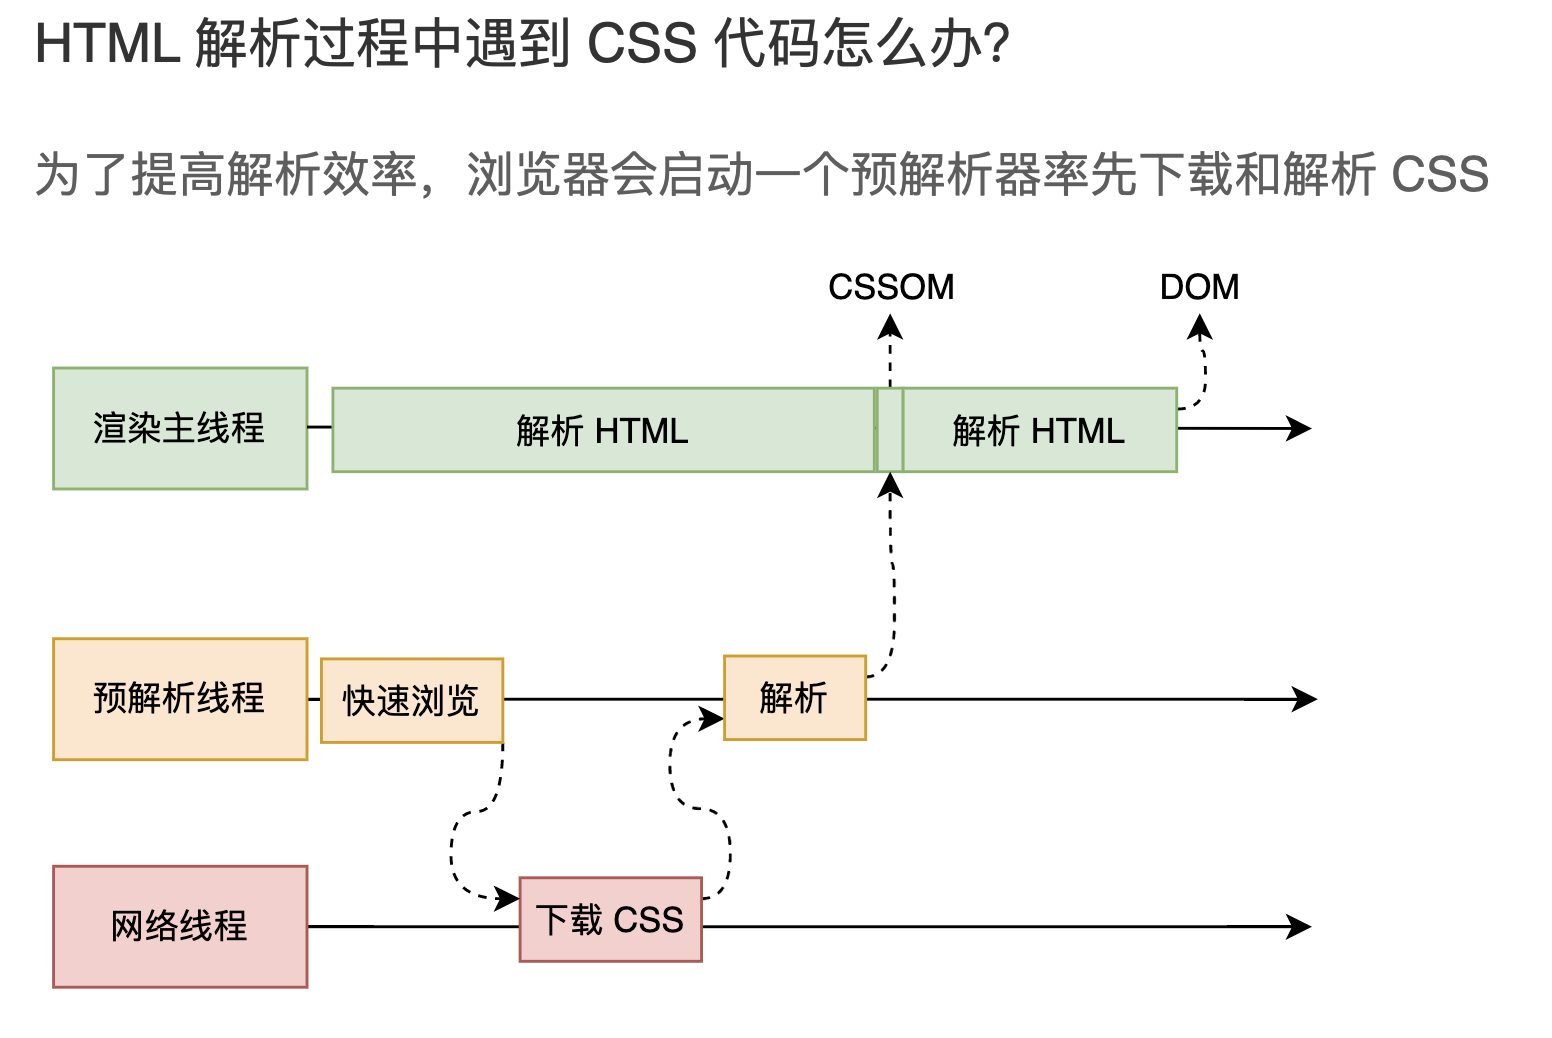 HTML 解析过程中遇到 CSS 代码怎么办?
为了提高解析效率，浏览器会启动一个预解析器率先下载和解析 CSS
CSSOM
DOM
渲染主线程
解析 HTML
解析 HTML
预解析线程
快速浏览
解析
网络线程
下载 CSS